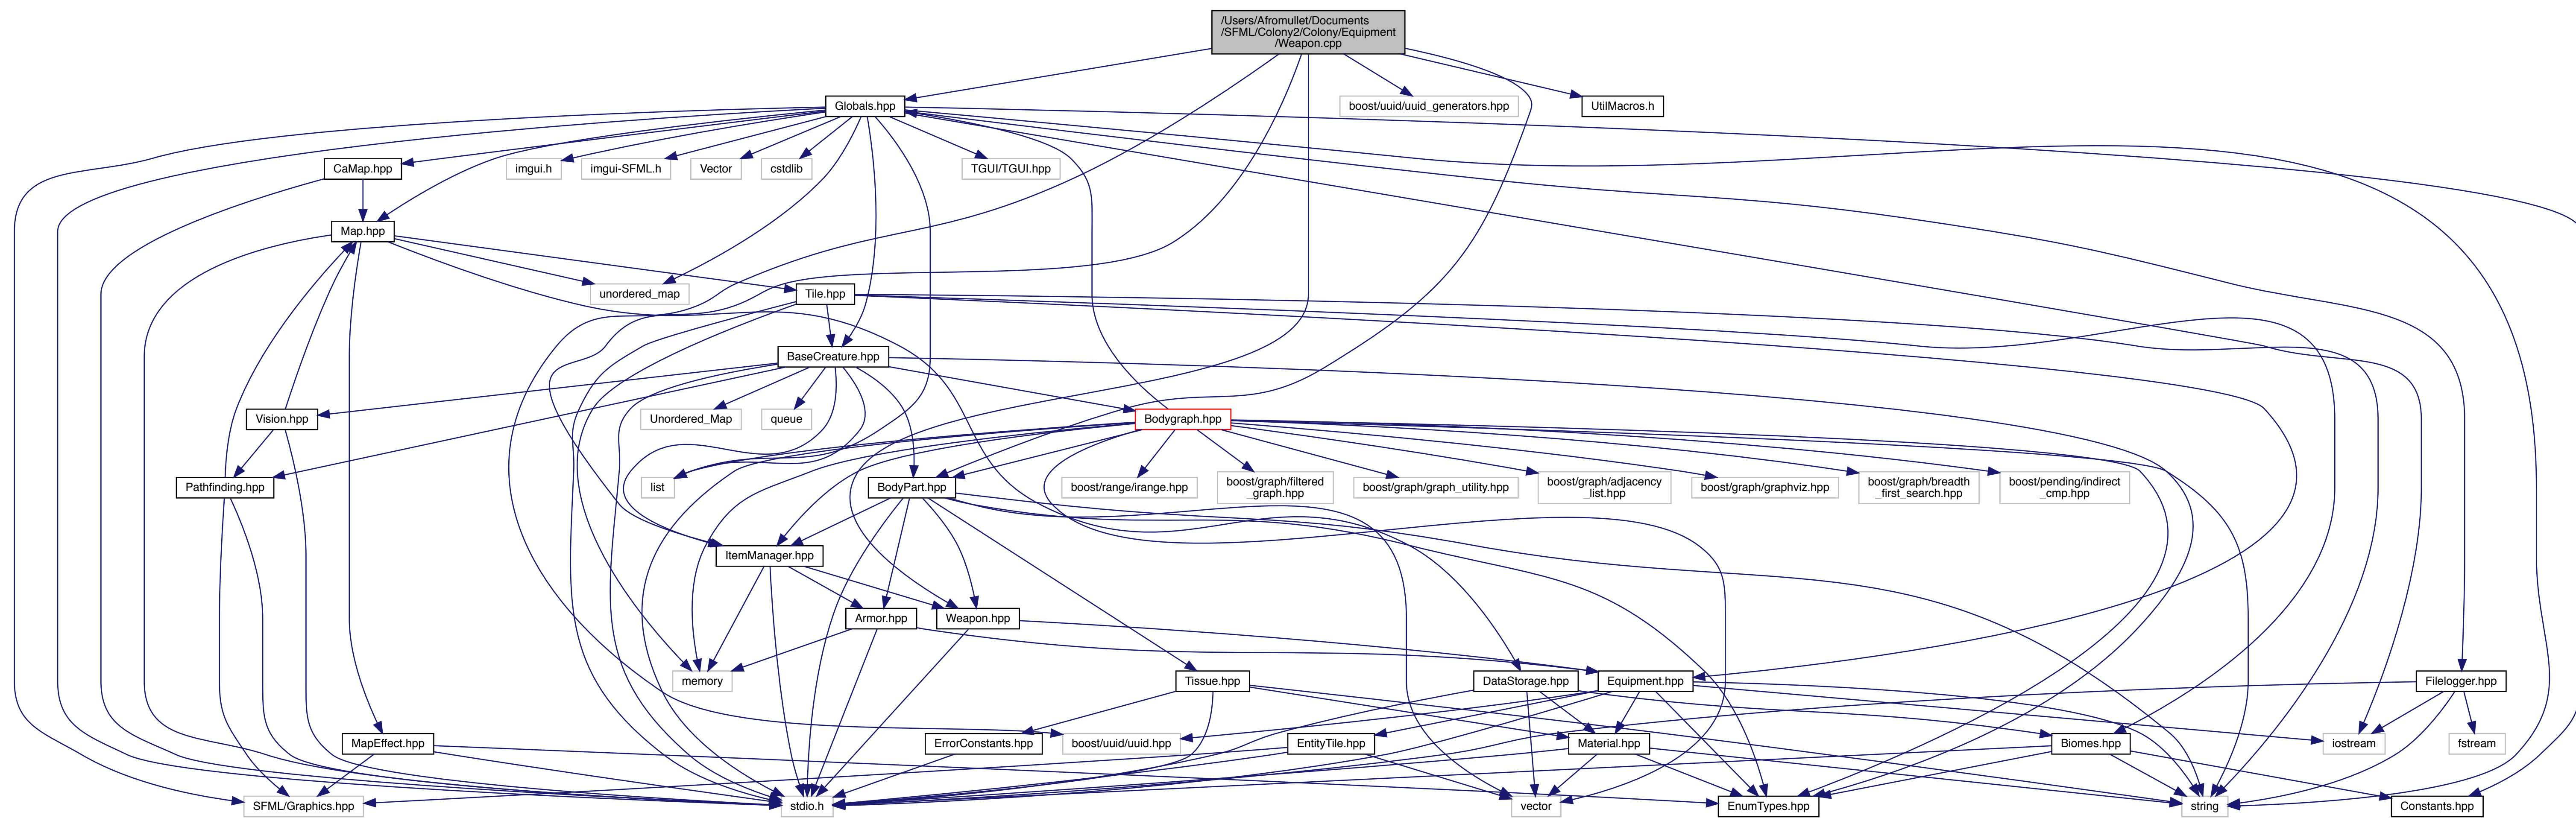 /Users/Afromullet/Documents
/SFML/Colony2/Colony/Equipment
/Weapon.cpp
Globals.hpp
boost/uuid/uuid_generators.hpp
UtilMacros.h
CaMap.hpp
imgui.h
imgui-SFML.h
Vector
cstdlib
TGUI/TGUI.hpp
Map.hpp
unordered_map
Tile.hpp
BaseCreature.hpp
Vision.hpp
Unordered_Map
queue
Bodygraph.hpp
Pathfinding.hpp
list
BodyPart.hpp
boost/range/irange.hpp
boost/graph/filtered
_graph.hpp
boost/graph/graph_utility.hpp
boost/graph/adjacency
_list.hpp
boost/graph/graphviz.hpp
boost/graph/breadth
_first_search.hpp
boost/pending/indirect
_cmp.hpp
ItemManager.hpp
Armor.hpp
Weapon.hpp
memory
Tissue.hpp
DataStorage.hpp
Equipment.hpp
Filelogger.hpp
MapEffect.hpp
ErrorConstants.hpp
boost/uuid/uuid.hpp
EntityTile.hpp
Material.hpp
Biomes.hpp
iostream
fstream
SFML/Graphics.hpp
stdio.h
vector
EnumTypes.hpp
string
Constants.hpp